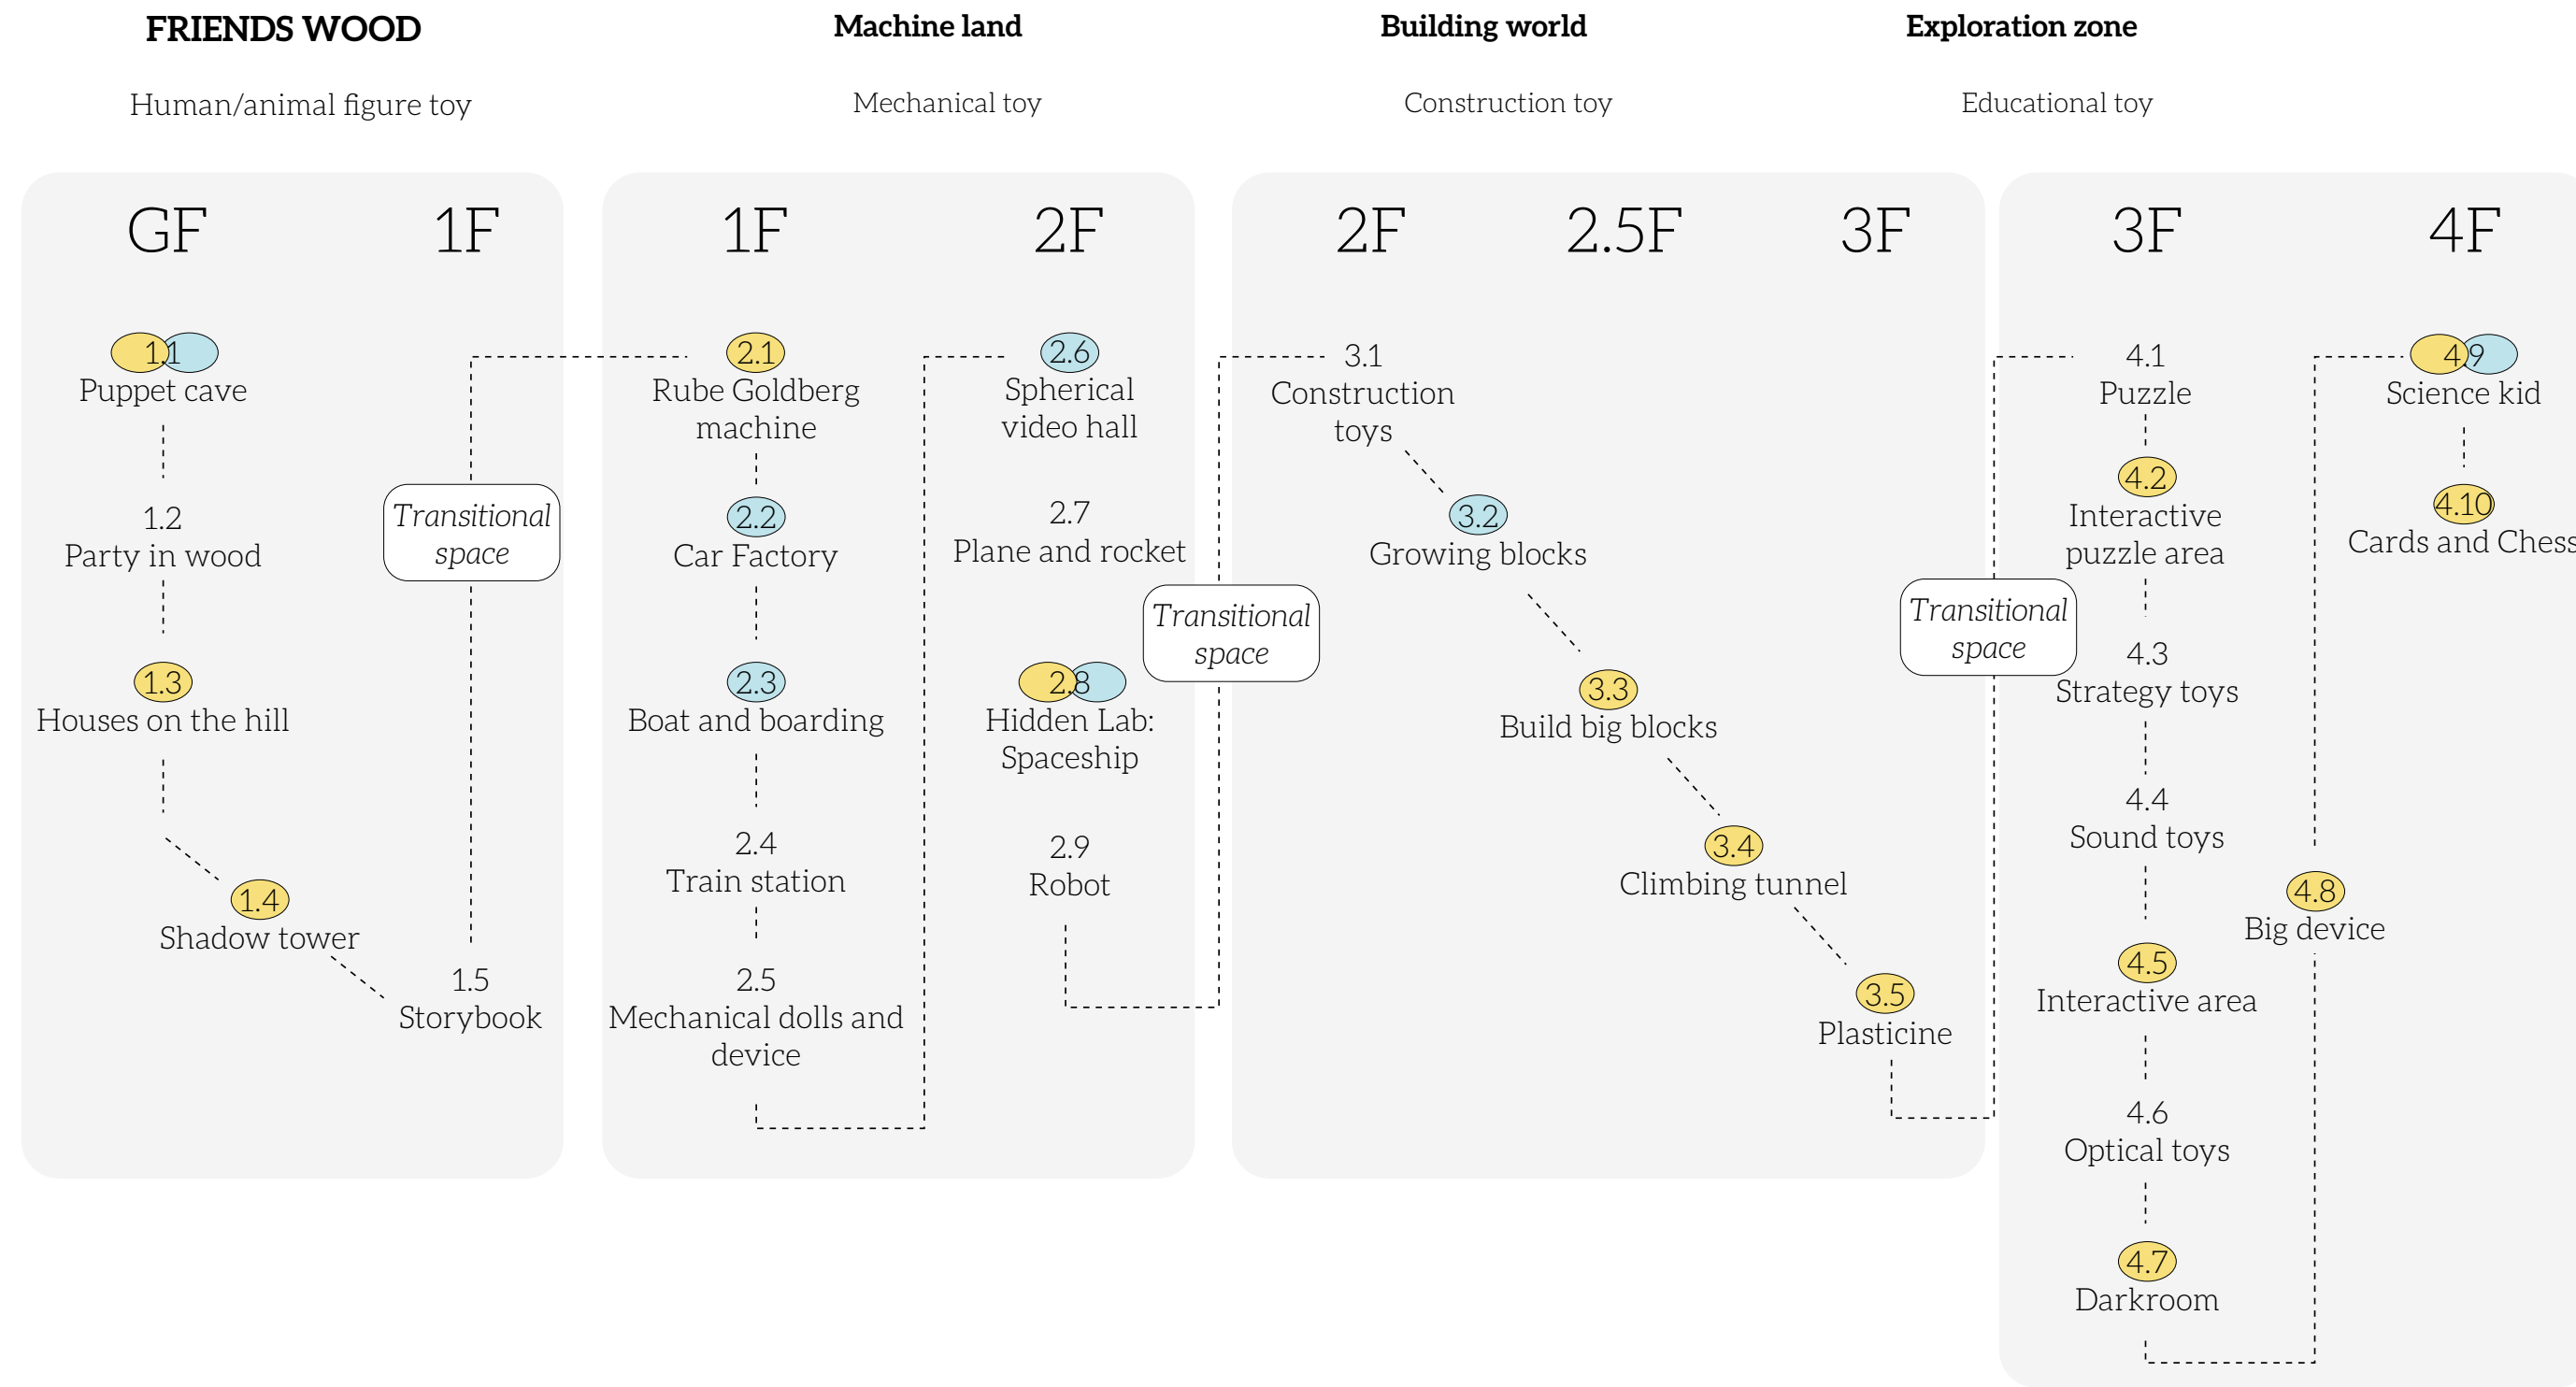 FRIENDS WOOD
Human/animal figure toy
GF
1F
1.1
Puppet cave
1.2
Party in wood
1.3
Houses on the hill
1.4
Shadow tower
1.5
Storybook
Transitional
space
Machine land
Mechanical toy
1F
2F
2.1
Rube Goldberg
machine
2.2
Car Factory
2.3
Boat and boarding
2.4
Train station
2.5
Mechanical dolls and
device
2.6
Spherical
video hall
2.7
Plane and rocket
2.8
Hidden Lab:
Spaceship
2.9
Robot
Transitional
space
Building world
Construction toy
2F
2.5F
3F
3.1
Construction
toys
3.2
Growing blocks
3.3
Build big blocks
3.4
Climbing tunnel
3.5
Plasticine
Transitional
space
Exploration zone
Educational toy
3F
4F
4.1
Puzzle
4.2
Interactive
puzzle area
4.3
Strategy toys
4.4
Sound toys
4.5
Interactive area
4.6
Optical toys
4.7
Darkroom
4.8
Big device
4.9
Science kid
4.10
Cards and Chess